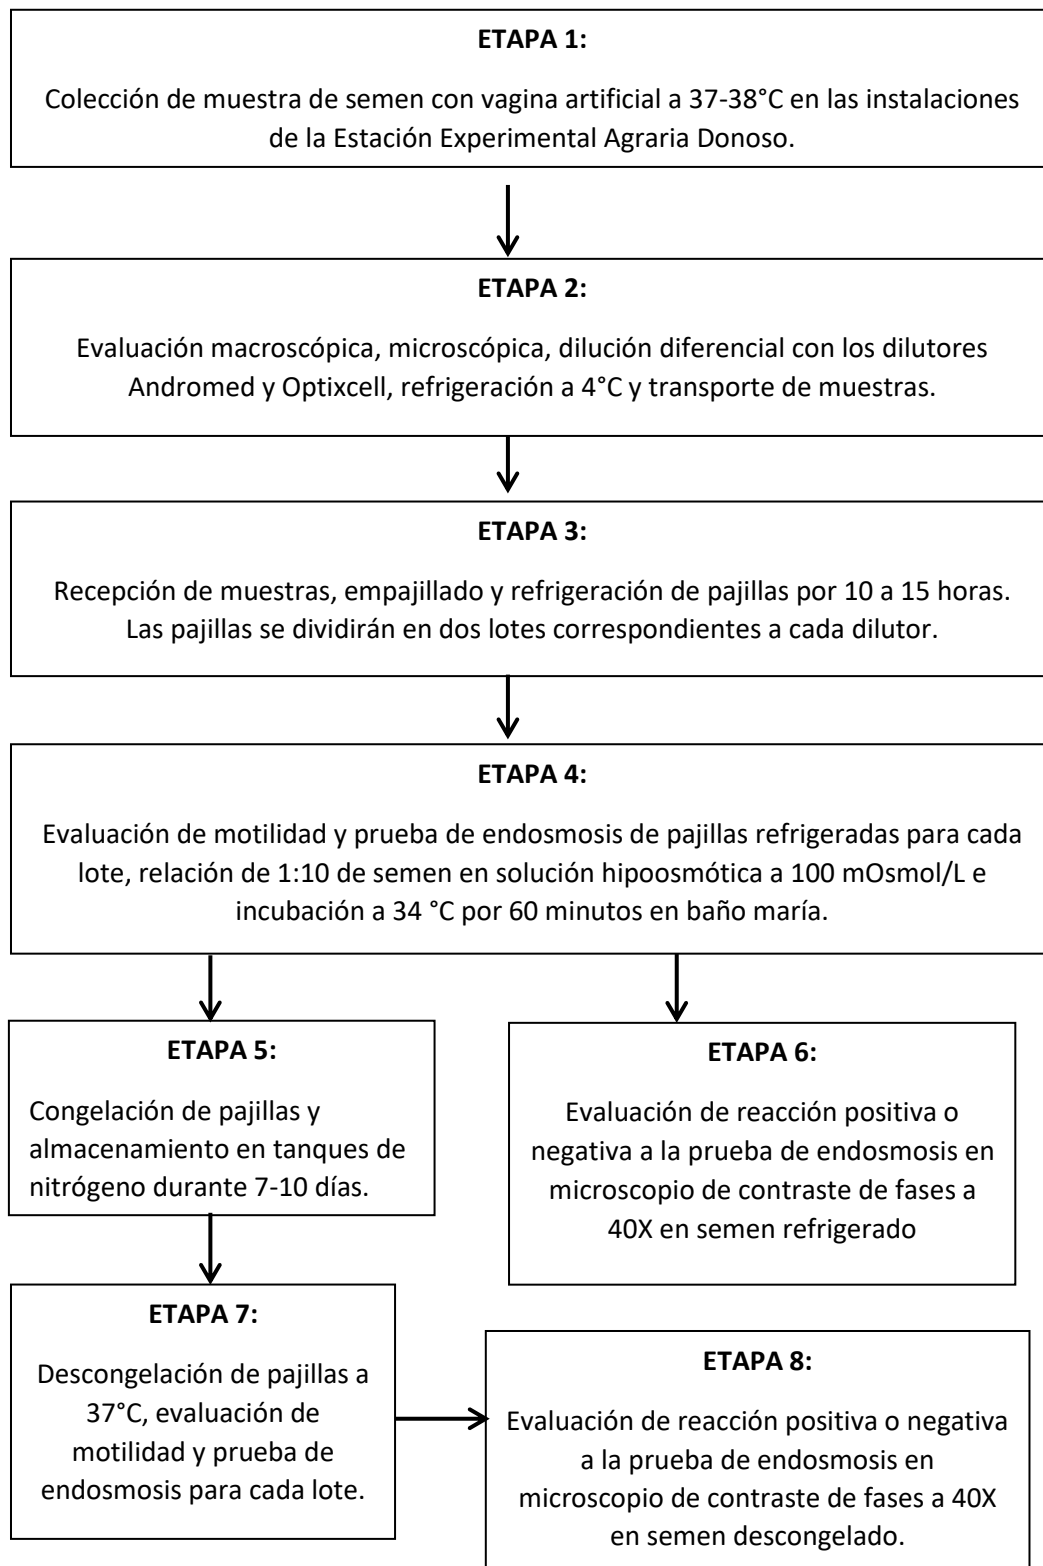 ETAPA 1:
Colección de muestra de semen con vagina artificial a 37-38°C en las instalaciones
de la Estación Experimental Agraria Donoso.
ETAPA 2:
Evaluación macroscópica, microscópica, dilución diferencial con los dilutores
Andromed y Optixcell, refrigeración a 4°C y transporte de muestras.
ETAPA 3:
Recepción de muestras, empajillado y refrigeración de pajillas por 10 a 15 horas.
Las pajillas se dividirán en dos lotes correspondientes a cada dilutor.
ETAPA 4:
Evaluación de motilidad y prueba de endosmosis de pajillas refrigeradas para cada
lote, relación de 1:10 de semen en solución hipoosmótica a 100 mOsmol/L e
incubación a 34 °C por 60 minutos en baño maría.
ETAPA 5:
Congelación de pajillas y
almacenamiento en tanques de
nitrógeno durante 7-10 días.
ETAPA 6:
Evaluación de reacción positiva o
negativa a la prueba de endosmosis en
microscopio de contraste de fases a
40X en semen refrigerado
ETAPA 7:
Descongelación de pajillas a
37°C, evaluación de
motilidad y prueba de
endosmosis para cada lote.
ETAPA 8:
Evaluación de reacción positiva o negativa
a la prueba de endosmosis en
microscopio de contraste de fases a 40X
en semen descongelado.